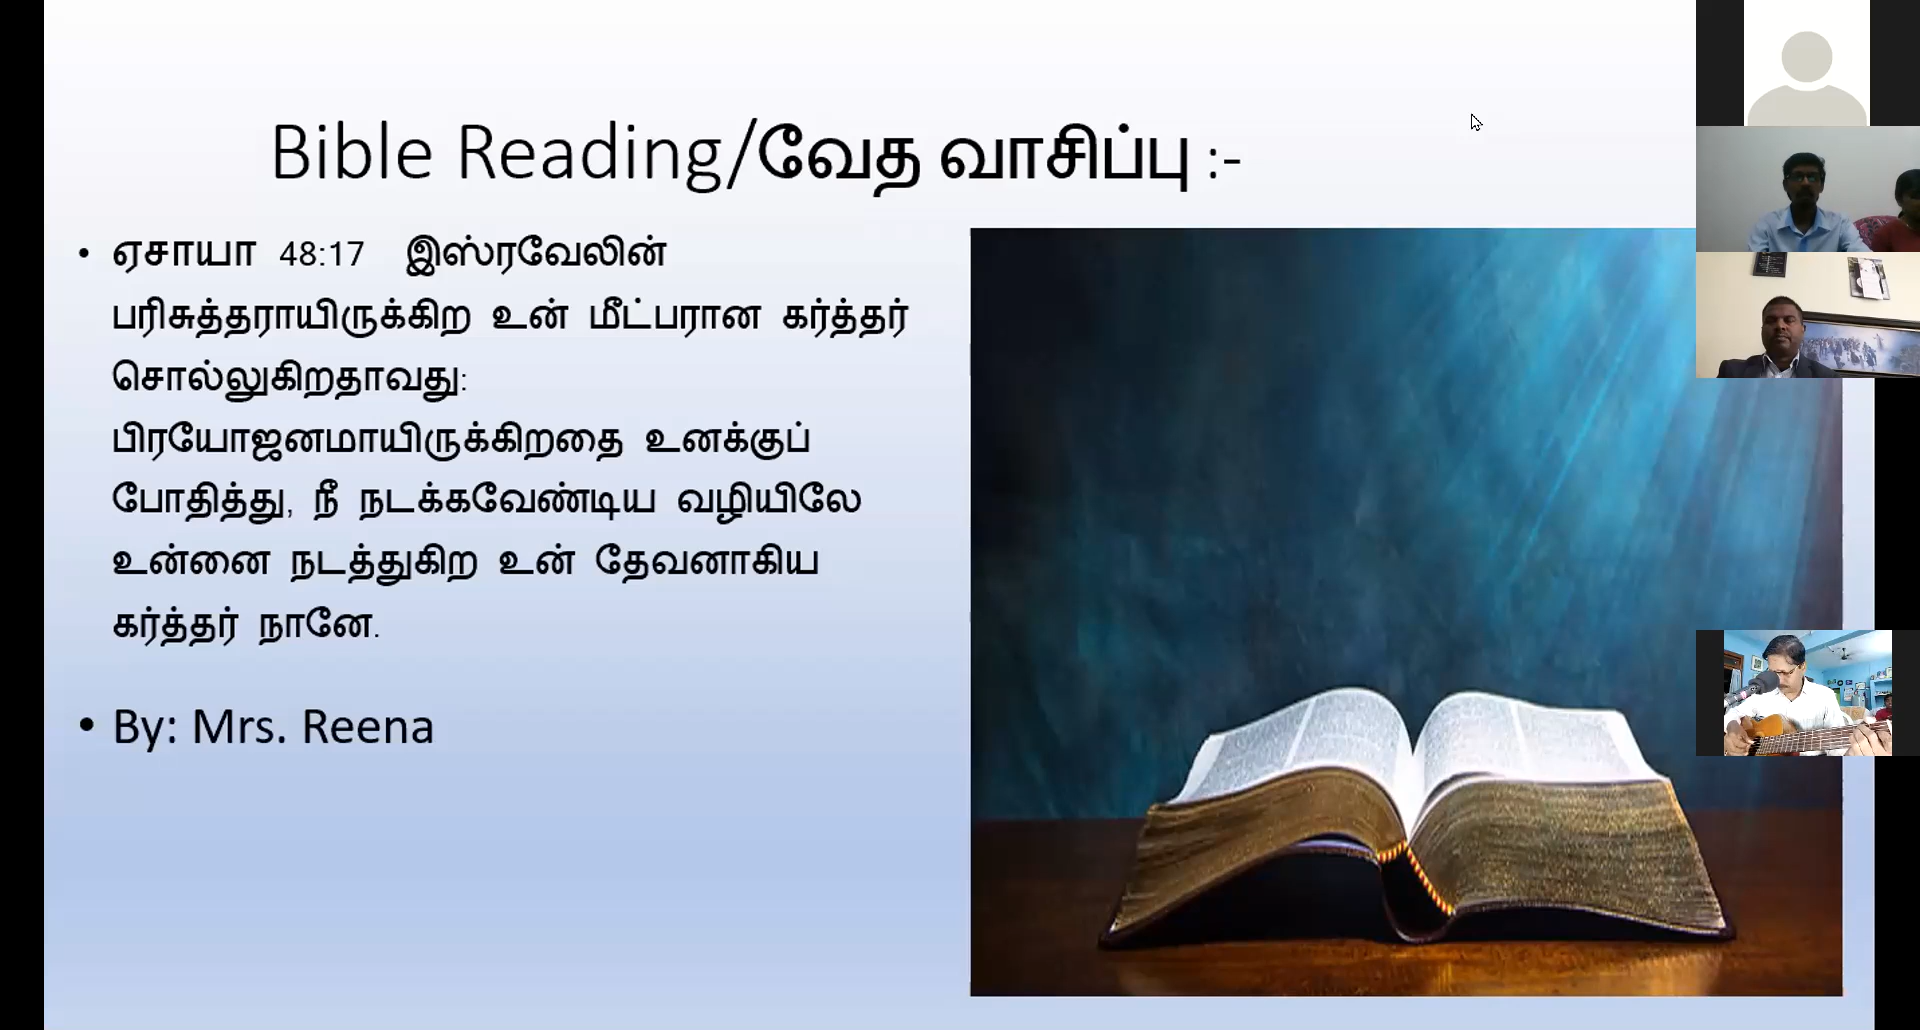 Bible Reading/வேத வாசிப்பு :-
• ஏசாயா 48:17 இஸ்ரவேலின்
பரிசுத்தராயிருக்கிற உன் மீட்பரான கர்த்தர்
சொல்லுகிறதாவது:
பிரயோஜனமாயிருக்கிறதை உனக்குப்
போதித்து, நீ நடக்கவேண்டிய வழியிலே
உன்னை நடத்துகிற உன் தேவனாகிய
கர்த்தர் நானே.
• By: Mrs. Reena